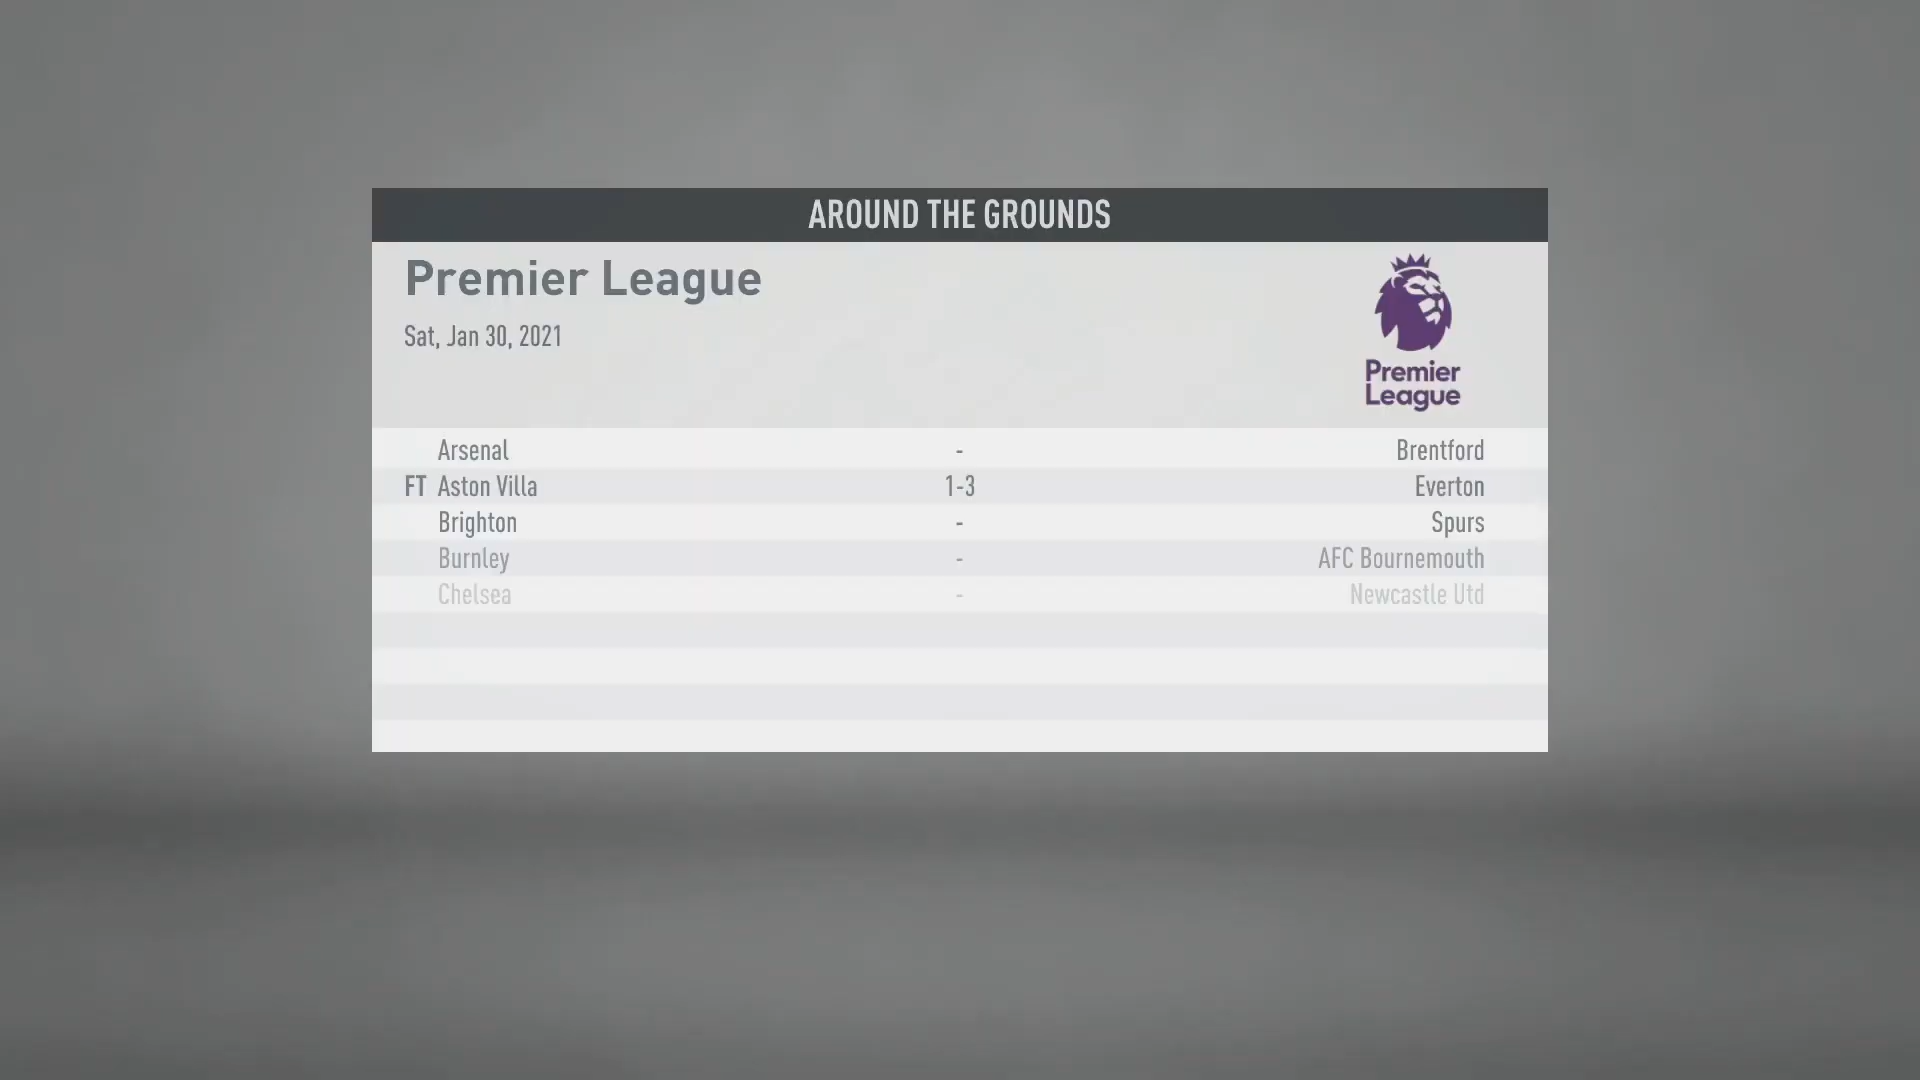 AROUND THE GROUNDS
Premier League
Sat, Jan 30, 2021
Premier
League
Arsenal - Brentford
FT Aston Villa 1-3 Everton
Brighton - Spurs
Burnley - AFC Bournemouth
Chelsea - Newcastle Utd